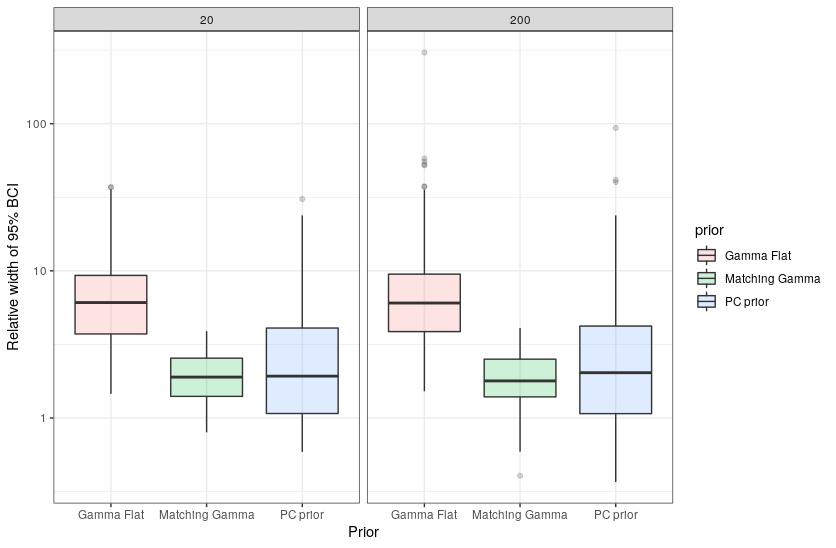 20
200
100
10
1
Relative width of 95% BCI
Gamma Flat
Matching Gamma
PC prior
Gamma Flat
Matching Gamma
PC prior
Prior
prior
Gamma Flat
Matching Gamma
PC prior